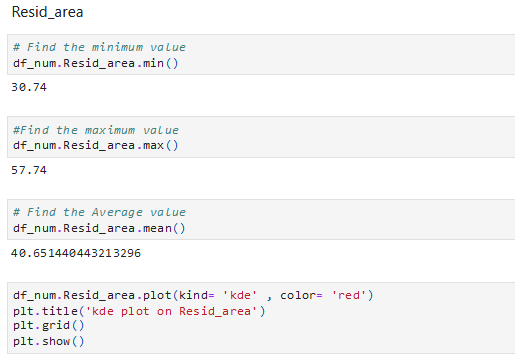 Resid_area
# Find the minimum value
df_num.Resid_area.min()
30.74
#Find the maximum value
df_num.Resid_area.max()
57.74
# Find the Average value
df_num.Resid_area.mean()
40.651440443213296
df_num.Resid_area.plot(kind= 'kde' , color= 'red')
plt.title('kde plot on Resid_area')
plt.grid()
plt.show()